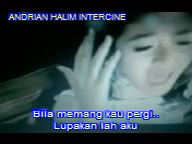 ANDRIAN HALIM INTERCINE
Bila memang kau pergi..
Lupakan lah aku